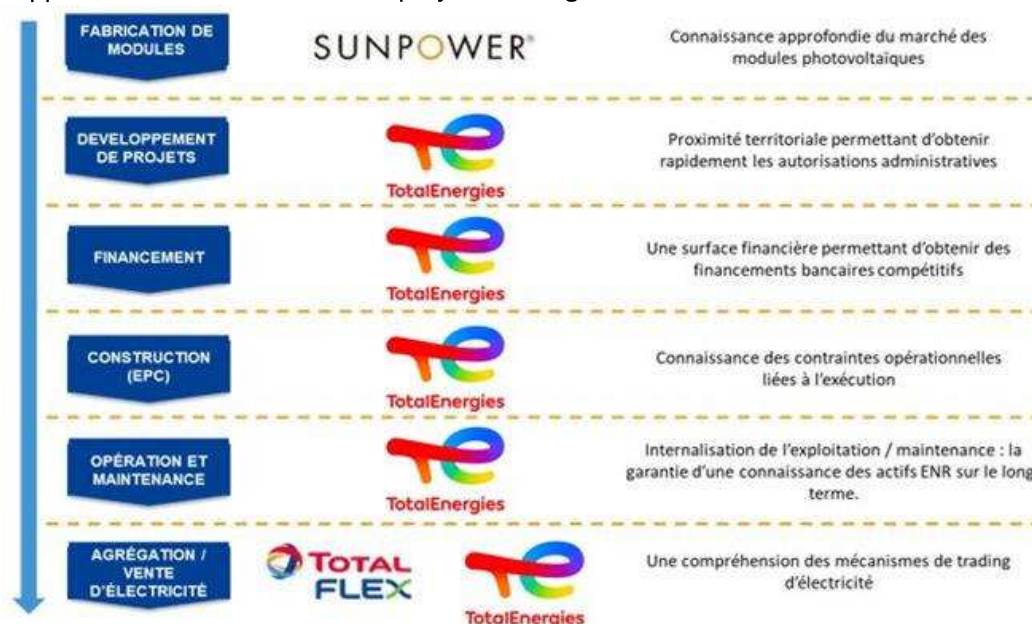 FABRICATION DE
MODULES
SUNPOWER®
Connaissance approfondie du marché des
modules photovoltaïques
DEVELOPPEMENT
DE PROJETS
TotalEnergies
Proximité territoriale permettant d'obtenir
rapidement les autorisations administratives
FINANCEMENT
TotalEnergies
Une surface financière permettant d'obtenir des
financements bancaires compétitifs
CONSTRUCTION
(EPC)
TotalEnergies
Connaissance des contraintes opérationnelles
liées à l'exécution
OPÉRATION ET
MAINTENANCE
TotalEnergies
Internalisation de l'exploitation / maintenance : la
garantie d'une connaissance des actifs ENR sur le long
terme.
AGRÉGATION /
VENTE
D'ÉLECTRICITÉ
TOTAL
FLEX
TotalEnergies
Une compréhension des mécanismes de trading
d'électricité